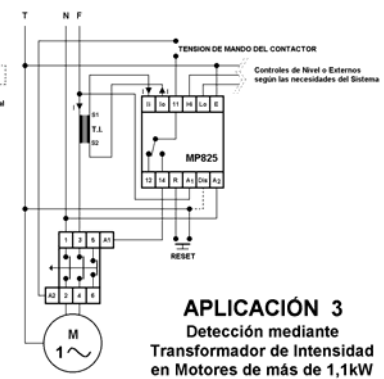 T N F
TENSION DE MANDO DEL CONTACTOR
Controles de Nivel o Externos
según las necesidades del Sistema
al
I
I I
Ii Io 11 Hi Lo E
S1
T.I.
S2
MP825
12 14 R A1 Dis A2
RESET
1 3 5 A1
A2 2 4 6
M
1
APLICACIÓN 3
Detección mediante
Transformador de Intensidad
en Motores de más de 1,1kW